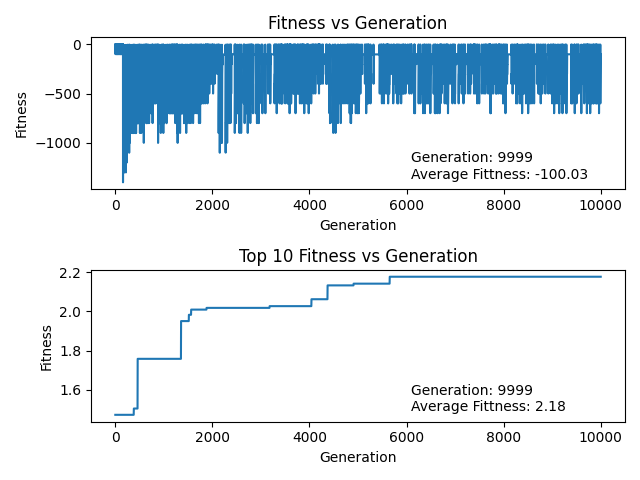 Fitness vs Generation
0
−500
−1000
Fitness
Generation: 9999
Average Fittness: -100.03
0 2000 4000 6000 8000 10000
Generation
Top 10 Fitness vs Generation
2.2
2.0
1.8
1.6
Fitness
Generation: 9999
Average Fittness: 2.18
0 2000 4000 6000 8000 10000
Generation